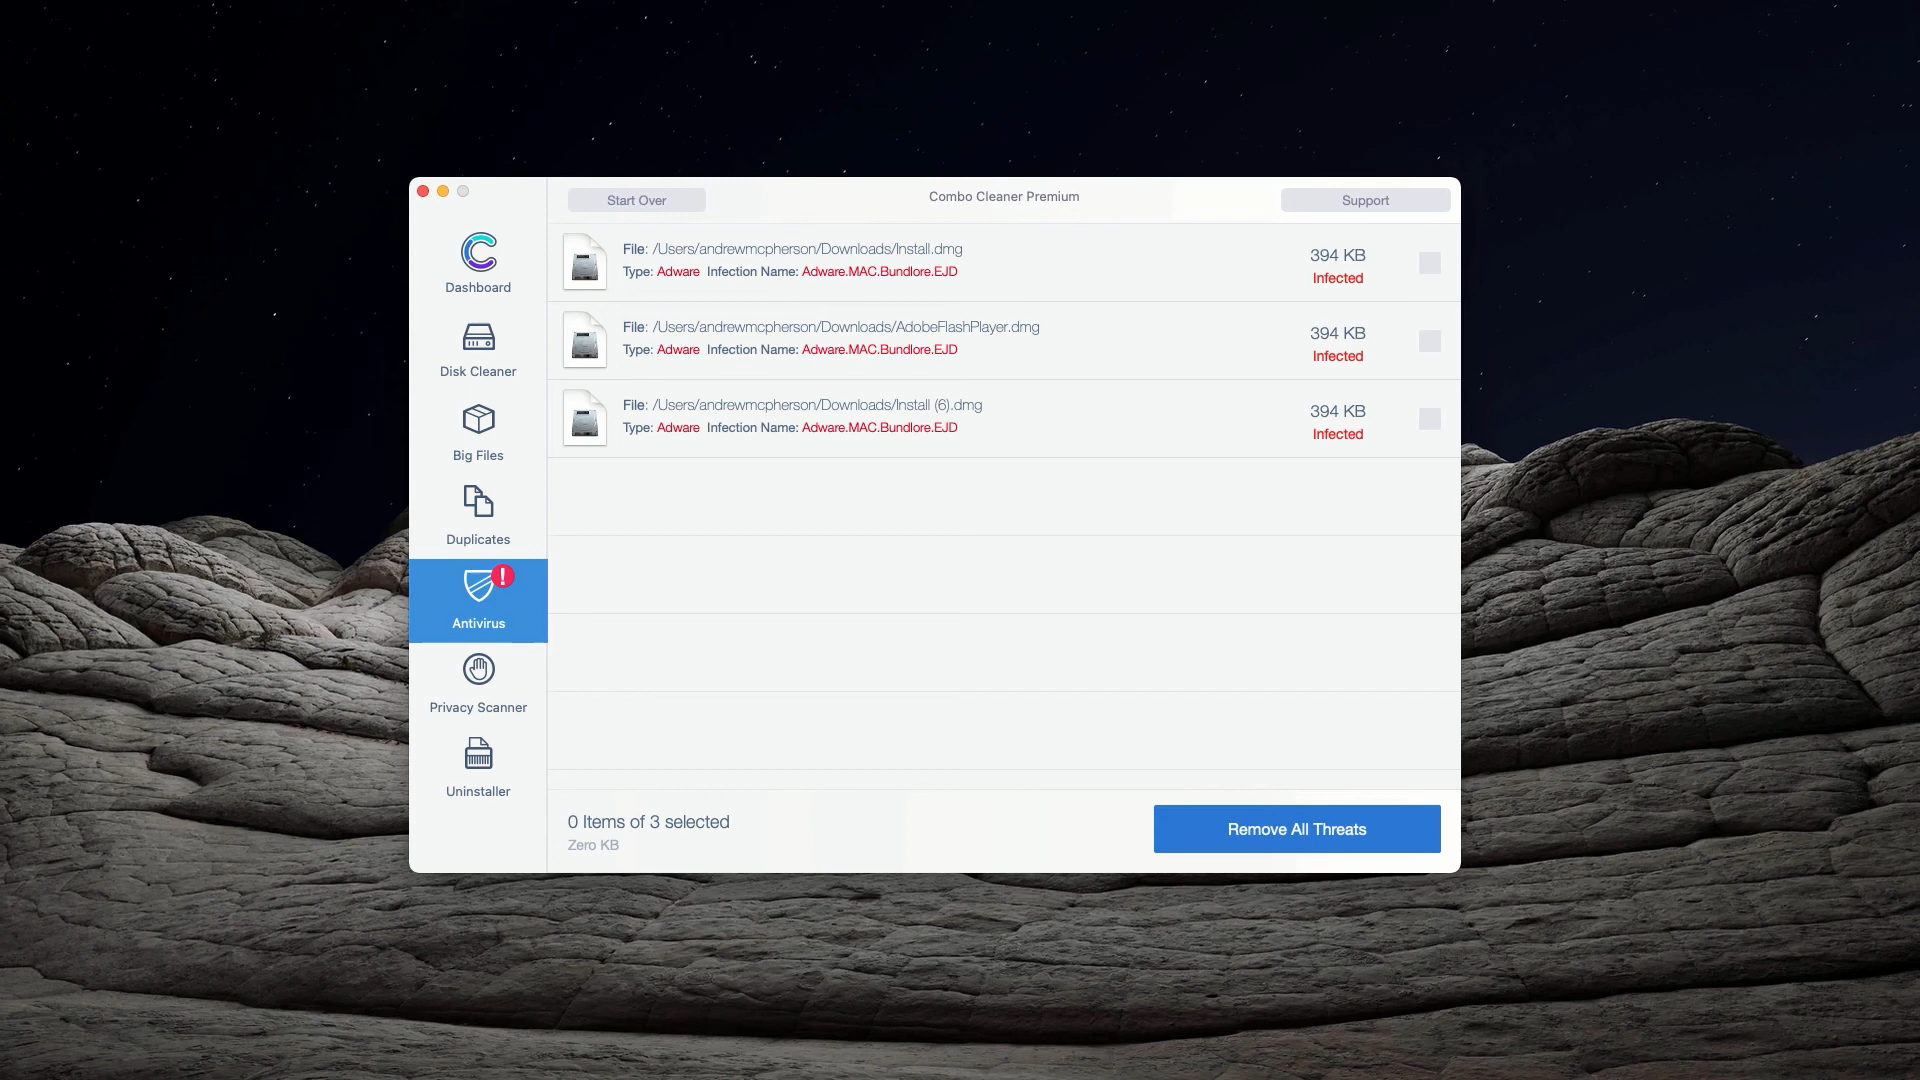 Start Over
Combo Cleaner Premium
Support
Dashboard
Disk Cleaner
Big Files
Duplicates
Antivirus
Privacy Scanner
Uninstaller
File: /Users/andrewmcpherson/Downloads/Install.dmg
Type: Adware Infection Name: Adware.MAC.Bundlore.EJD
394 KB
Infected
File: /Users/andrewmcpherson/Downloads/AdobeFlashPlayer.dmg
Type: Adware Infection Name: Adware.MAC.Bundlore.EJD
394 KB
Infected
File: /Users/andrewmcpherson/Downloads/Install (6).dmg
Type: Adware Infection Name: Adware.MAC.Bundlore.EJD
394 KB
Infected
0 Items of 3 selected
Zero KB
Remove All Threats